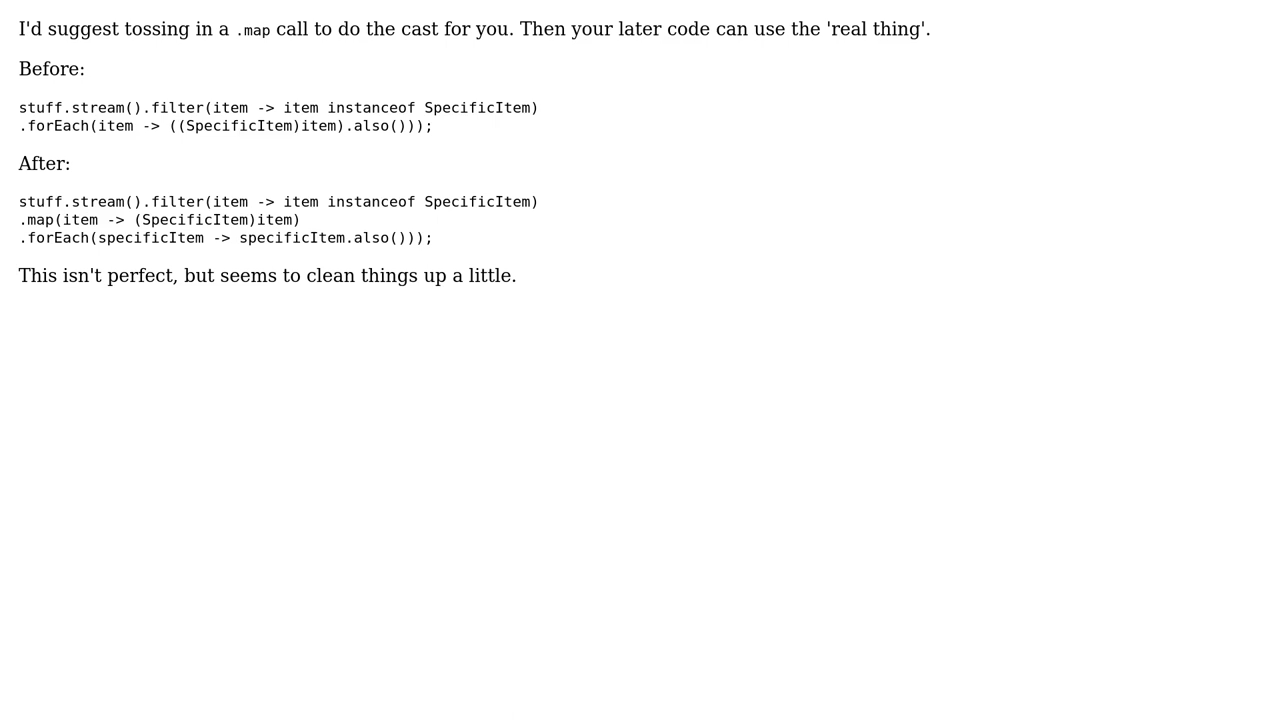 I'd suggest tossing in a .map call to do the cast for you. Then your later code can use the 'real thing'.
Before:
stuff.stream().filter(item -> item instanceof SpecificItem)
.forEach(item -> ((SpecificItem)item).also()));
After:
stuff.stream().filter(item -> item instanceof SpecificItem)
.map(item -> (SpecificItem)item)
.forEach(specificItem -> specificItem.also()));
This isn't perfect, but seems to clean things up a little.